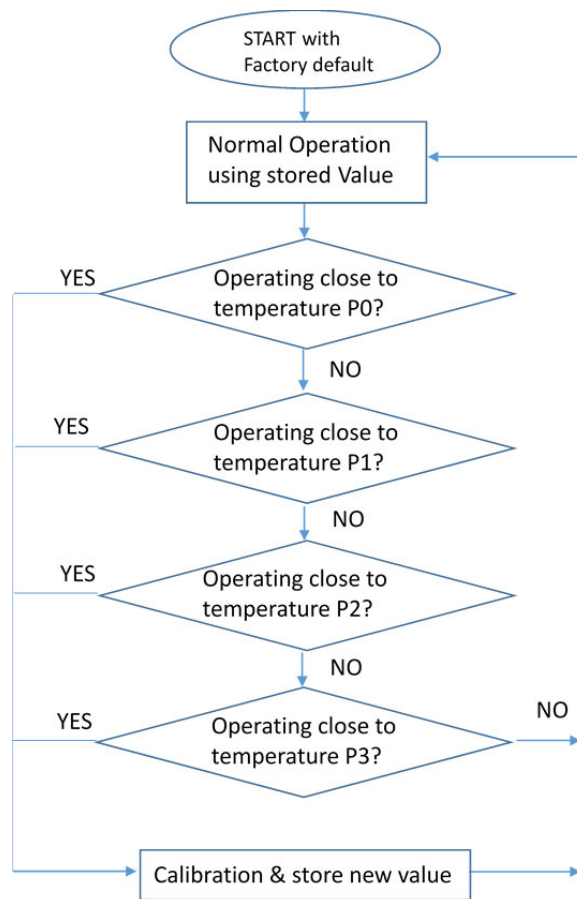 START with
Factory default
Normal Operation
using stored Value
YES
Operating close to
temperature P0?
NO
YES
Operating close to
temperature P1?
NO
YES
Operating close to
temperature P2?
NO
YES
Operating close to
temperature P3?
NO
Calibration & store new value